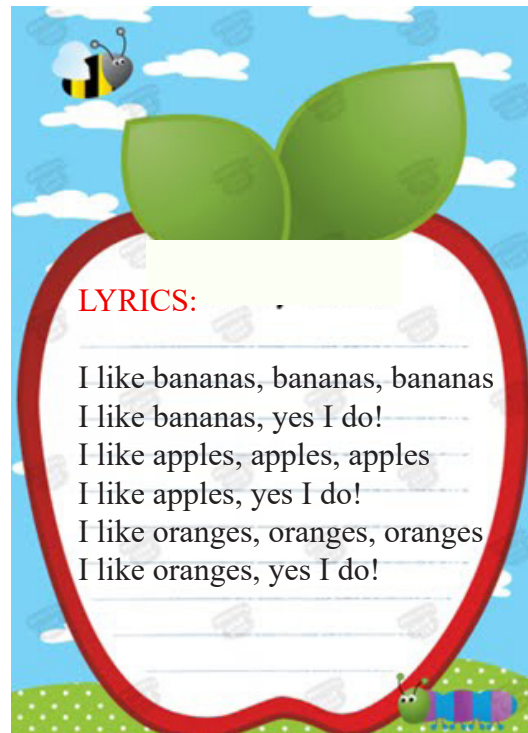 LYRICS:
I like bananas, bananas, bananas
I like bananas, yes I do!
I like apples, apples, apples
I like apples, yes I do!
I like oranges, oranges, oranges
I like oranges, yes I do!